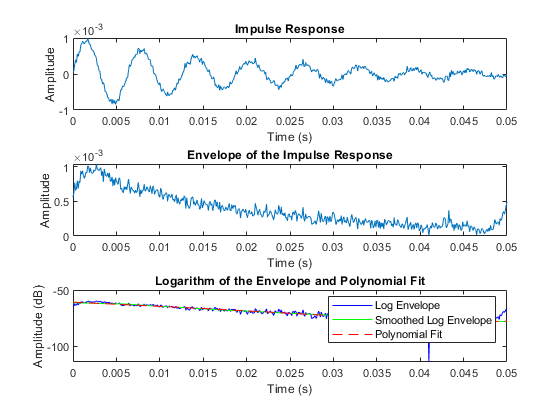 Impulse Response
×10⁻³
1
0
-1
Amplitude
0 0.005 0.01 0.015 0.02 0.025 0.03 0.035 0.04 0.045 0.05
Time (s)
Envelope of the Impulse Response
×10⁻³
1
0.5
0
Amplitude
0 0.005 0.01 0.015 0.02 0.025 0.03 0.035 0.04 0.045 0.05
Time (s)
Logarithm of the Envelope and Polynomial Fit
-50
-100
Amplitude (dB)
Log Envelope
Smoothed Log Envelope
Polynomial Fit
0 0.005 0.01 0.015 0.02 0.025 0.03 0.035 0.04 0.045 0.05
Time (s)